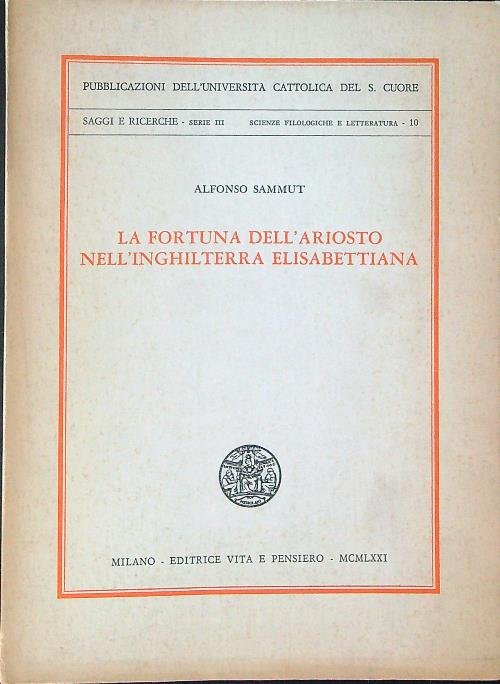 PUBBLICAZIONI DELL'UNIVERSITÀ CATTOLICA DEL S. CUORE
SAGGI E RICERCHE - SERIE III SCIENZE FILOLOGICHE E LETTERATURA - 10
ALFONSO SAMMUT
LA FORTUNA DELL'ARIOSTO
NELL'INGHILTERRA ELISABETTIANA
MILANO - EDITRICE VITA E PENSIERO - MCMLXXI